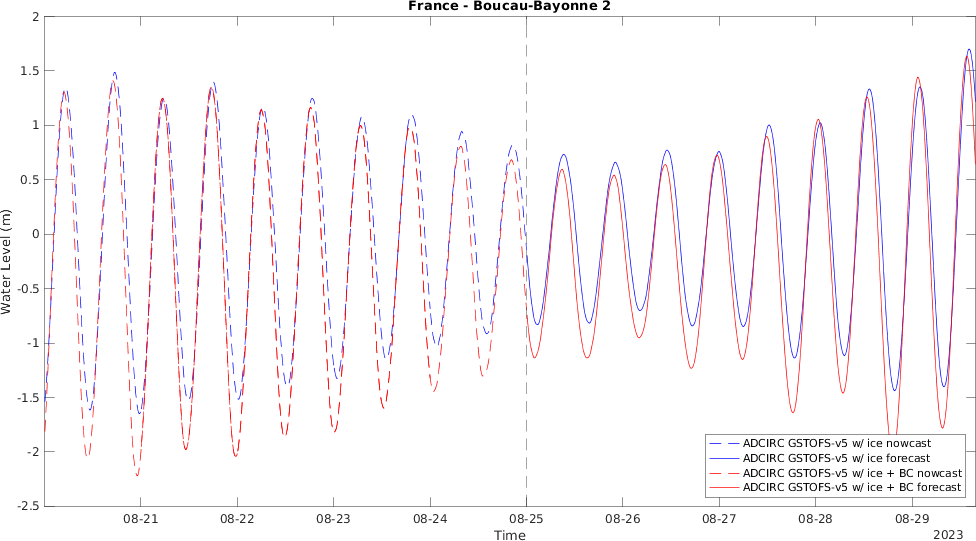 France - Boucau-Bayonne 2
2
1.5
1
0.5
0
-0.5
-1
-1.5
-2
-2.5
Water Level (m)
ADCIRC GSTOFS-v5 w/ ice nowcast
ADCIRC GSTOFS-v5 w/ ice forecast
ADCIRC GSTOFS-v5 w/ ice + BC nowcast
ADCIRC GSTOFS-v5 w/ ice + BC forecast
08-21 08-22 08-23 08-24 08-25 08-26 08-27 08-28 08-29
Time
2023